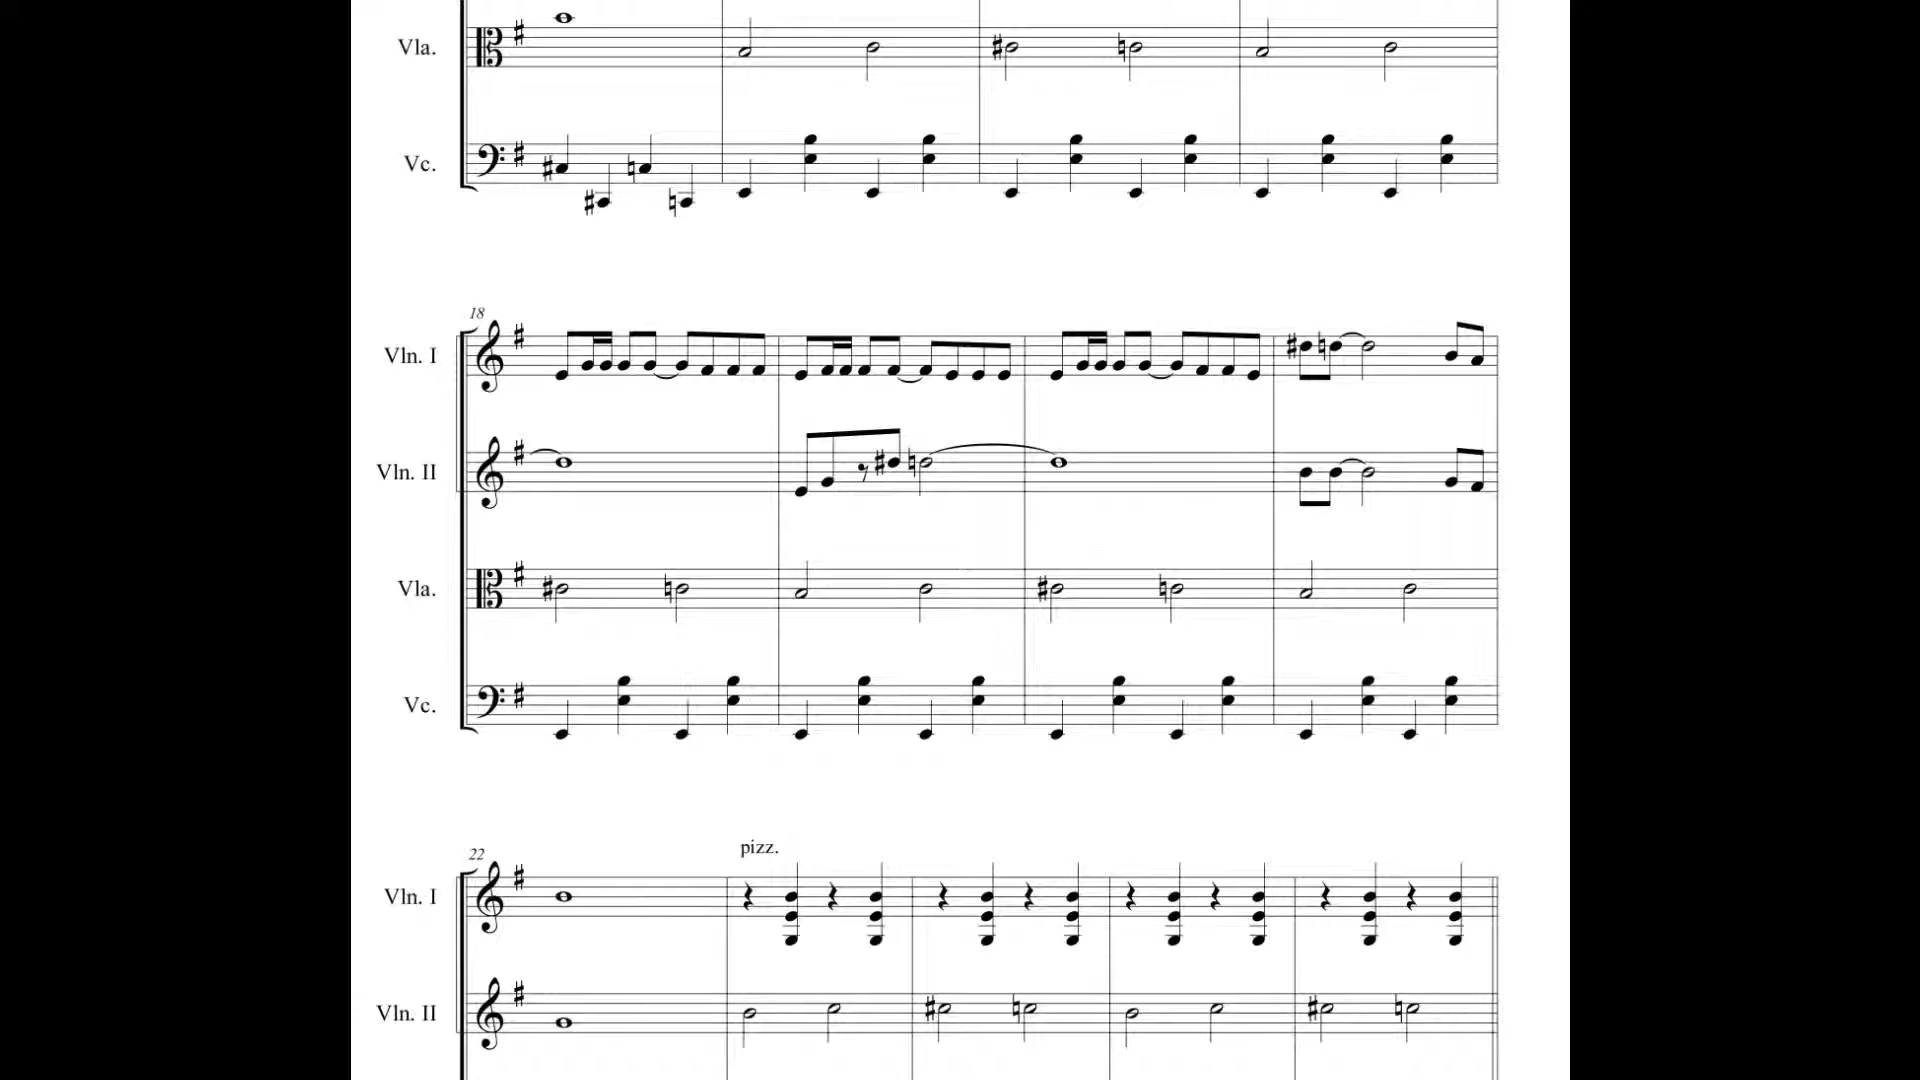 Vla.
Vc.
18
Vln. I
Vln. II
Vla.
Vc.
22
pizz.
Vln. I
Vln. II